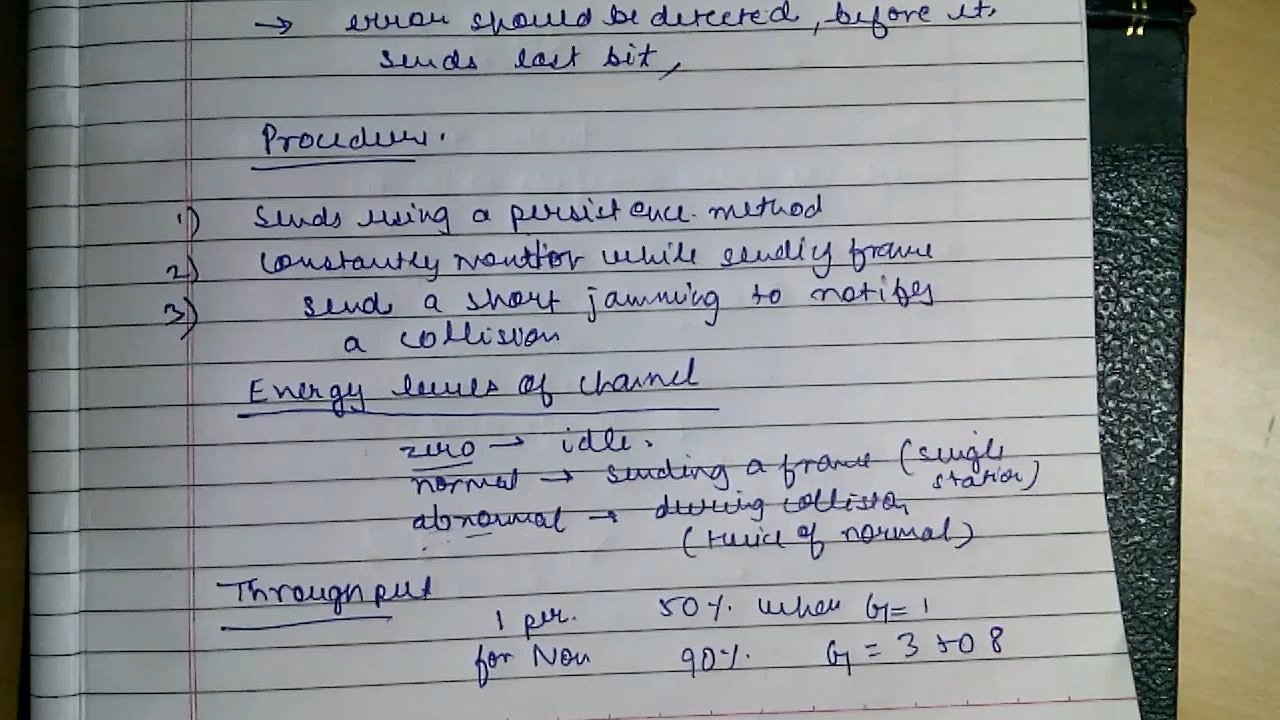 → error should be detected, before it
sends last bit,
Procedure.
1) Sends using a persistence method
2) constantly monitor while sending frame
3) send a short jamming to notifes
a collision
Energy levels of channel
zero → idle.
normal → sending a frame (single station)
abnormal → during collision
(twice of normal)
Throughput
1 per. 50%. when G = 1
for Non 90%. G = 3 to 8